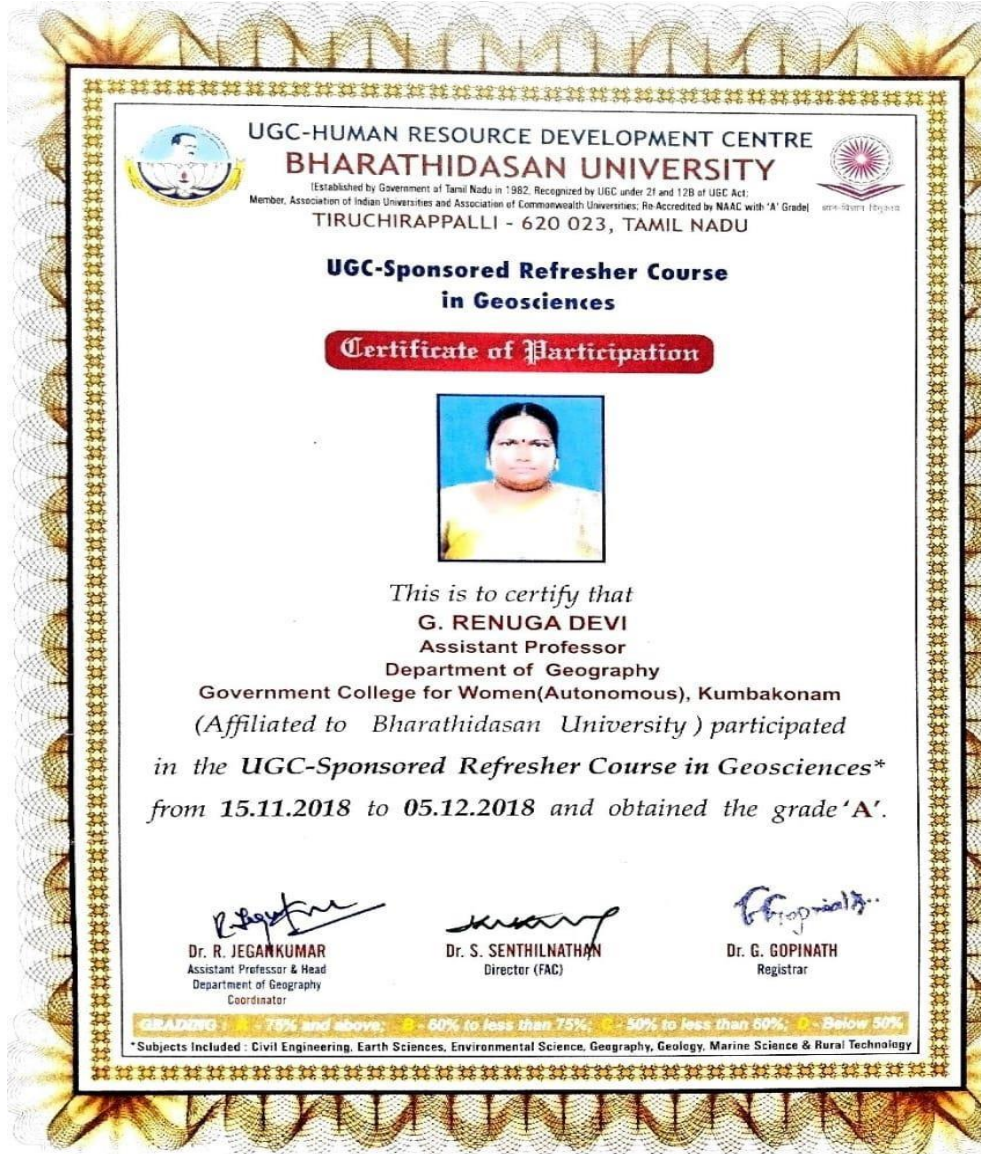 UGC-HUMAN RESOURCE DEVELOPMENT CENTRE
BHARATHIDASAN UNIVERSITY
[Established by Government of Tamil Nadu in 1982, Recognized by UGC under 2f and 12B of UGC Act;
Member, Association of Indian Universities and Association of Commonwealth Universities; Re-Accredited by NAAC with 'A' Grade]
TIRUCHIRAPPALLI - 620 023, TAMIL NADU
ज्ञान-विज्ञान विमुक्तये
UGC-Sponsored Refresher Course
in Geosciences
Certificate of Participation
This is to certify that
G. RENUGA DEVI
Assistant Professor
Department of Geography
Government College for Women(Autonomous), Kumbakonam
(Affiliated to Bharathidasan University ) participated
in the UGC-Sponsored Refresher Course in Geosciences*
from 15.11.2018 to 05.12.2018 and obtained the grade 'A'.
Dr. R. JEGANKUMAR
Assistant Professor & Head
Department of Geography
Coordinator
Dr. S. SENTHILNATHAN
Director (FAC)
Dr. G. GOPINATH
Registrar
GRADING : A - 75% and above; B - 60% to less than 75%; C - 50% to less than 60%; D - Below 50%
*Subjects Included : Civil Engineering, Earth Sciences, Environmental Science, Geography, Geology, Marine Science & Rural Technology